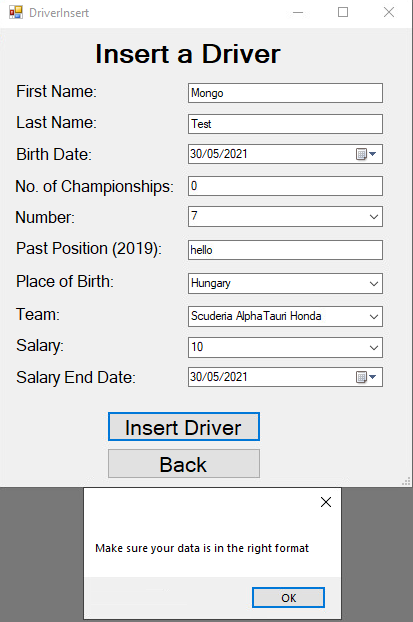 DriverInsert
Insert a Driver
First Name: Mongo
Last Name: Test
Birth Date: 30/05/2021
No. of Championships: 0
Number: 7
Past Position (2019): hello
Place of Birth: Hungary
Team: Scuderia AlphaTauri Honda
Salary: 10
Salary End Date: 30/05/2021
Insert Driver
Back
Make sure your data is in the right format
OK